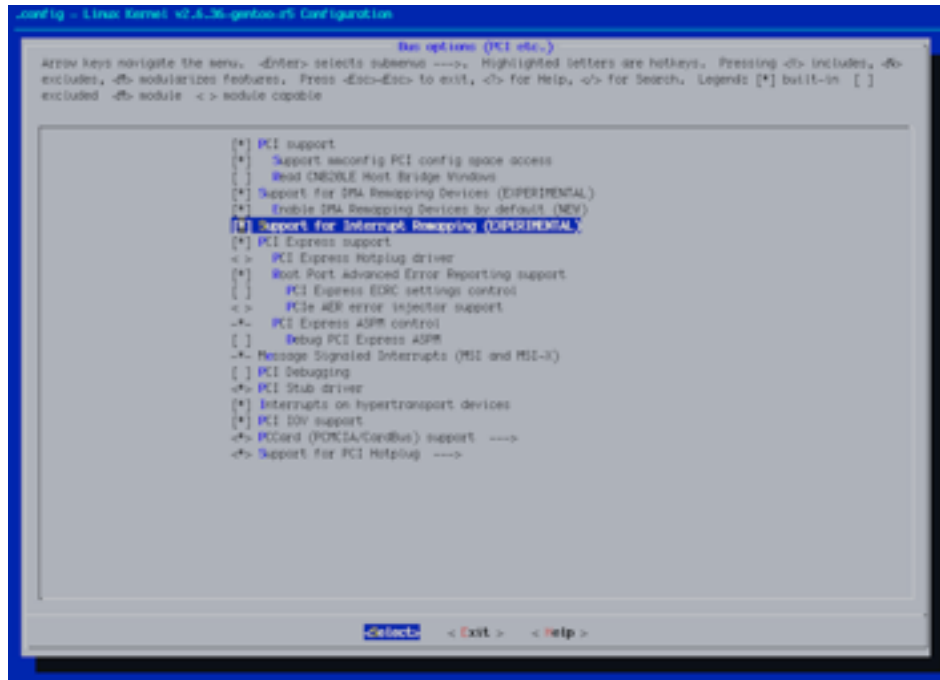 .config - Linux Kernel v2.6.36-gentoo-r5 Configuration
Bus options (PCI etc.)
Arrow keys navigate the menu.  <Enter> selects submenus --->.  Highlighted letters are hotkeys.  Pressing <Y> includes, <N>
excludes, <M> modularizes features.  Press <Esc><Esc> to exit, <?> for Help, </> for Search.  Legend: [*] built-in  [ ]
excluded  <M> module  < > module capable
[*] PCI support
[*]   Support mmconfig PCI config space access
[ ]   Read CNB20LE Host Bridge Windows
[*] Support for DMA Remapping Devices (EXPERIMENTAL)
[*]   Enable DMA Remapping Devices by default (NEW)
[*] Support for Interrupt Remapping (EXPERIMENTAL)
[*] PCI Express support
< >   PCI Express Hotplug driver
[*]   Root Port Advanced Error Reporting support
[ ]     PCI Express ECRC settings control
< >     PCIe AER error injector support
-*-   PCI Express ASPM control
[ ]     Debug PCI Express ASPM
-*- Message Signaled Interrupts (MSI and MSI-X)
[ ] PCI Debugging
<*> PCI Stub driver
[*] Interrupts on hypertransport devices
[*] PCI IOV support
<*> PCCard (PCMCIA/CardBus) support  --->
<*> Support for PCI Hotplug  --->
<Select>    < Exit >    < Help >